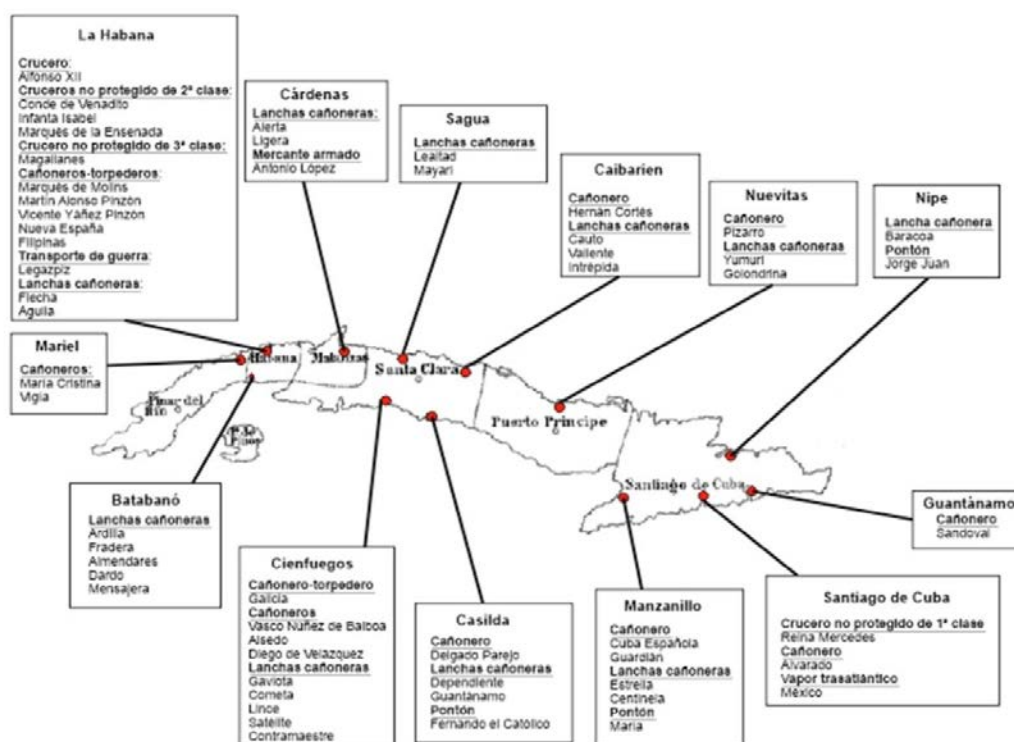 La Habana
Crucero:
Alfonso XII
Cruceros no protegido de 2ª clase:
Conde de Venadito
Infanta Isabel
Marqués de la Ensenada
Crucero no protegido de 3ª clase:
Magallanes
Cañoneros-torpederos:
Marqués de Molins
Martín Alonso Pinzón
Vicente Yáñez Pinzón
Nueva España
Filipinas
Transporte de guerra:
Legazpiz
Lanchas cañoneras:
Flecha
Aguila
Cárdenas
Lanchas cañoneras:
Alerta
Ligera
Mercante armado
Antonio López
Sagua
Lanchas cañoneras
Lealtad
Mayarí
Caibarien
Cañonero
Hernán Cortés
Lanchas cañoneras
Cauto
Valiente
Intrépida
Nuevitas
Cañonero
Pizarro
Lanchas cañoneras
Yumurí
Golondrina
Nipe
Lancha cañonera
Baracoa
Pontón
Jorge Juan
Mariel
Cañoneros:
María Cristina
Vigía
Habana
Matanzas
Santa Clara
Pinar del
Río
I. de
Pinos
Puerto Príncipe
Santiago de Cuba
Batabanó
Lanchas cañoneras
Ardilla
Fradera
Almendares
Dardo
Mensajera
Cienfuegos
Cañonero-torpedero
Galicia
Cañoneros
Vasco Núñez de Balboa
Alsedo
Diego de Velázquez
Lanchas cañoneras
Gaviota
Cometa
Lince
Satélite
Contramaestre
Casilda
Cañonero
Delgado Parejo
Lanchas cañoneras
Dependiente
Guantánamo
Pontón
Fernando el Católico
Manzanillo
Cañonero
Cuba Española
Guardián
Lanchas cañoneras
Estrella
Centinela
Pontón
María
Santiago de Cuba
Crucero no protegido de 1ª clase
Reina Mercedes
Cañonero
Alvarado
Vapor trasatlántico
México
Guantánamo
Cañonero
Sandoval